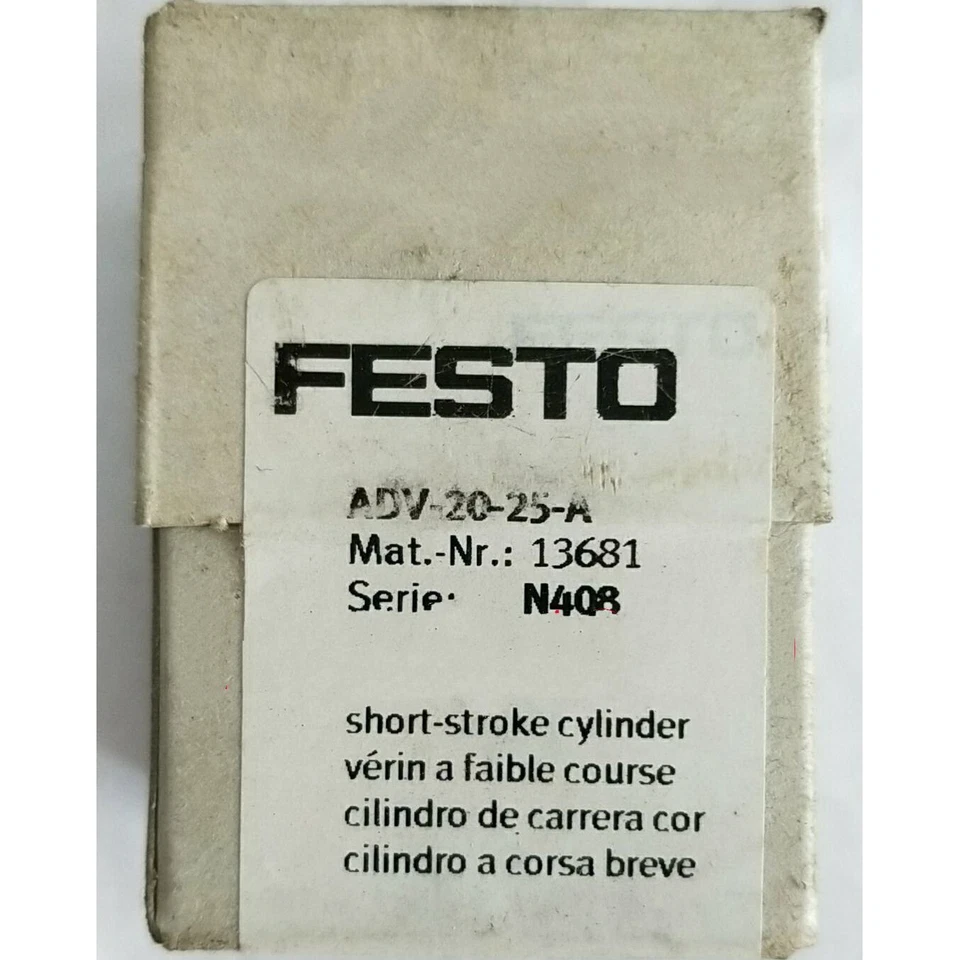 FESTO
ADV-20-25-A
Mat.-Nr.: 13681
Serie: N408
short-stroke cylinder
vérin a faible course
cilindro de carrera cor
cilindro a corsa breve